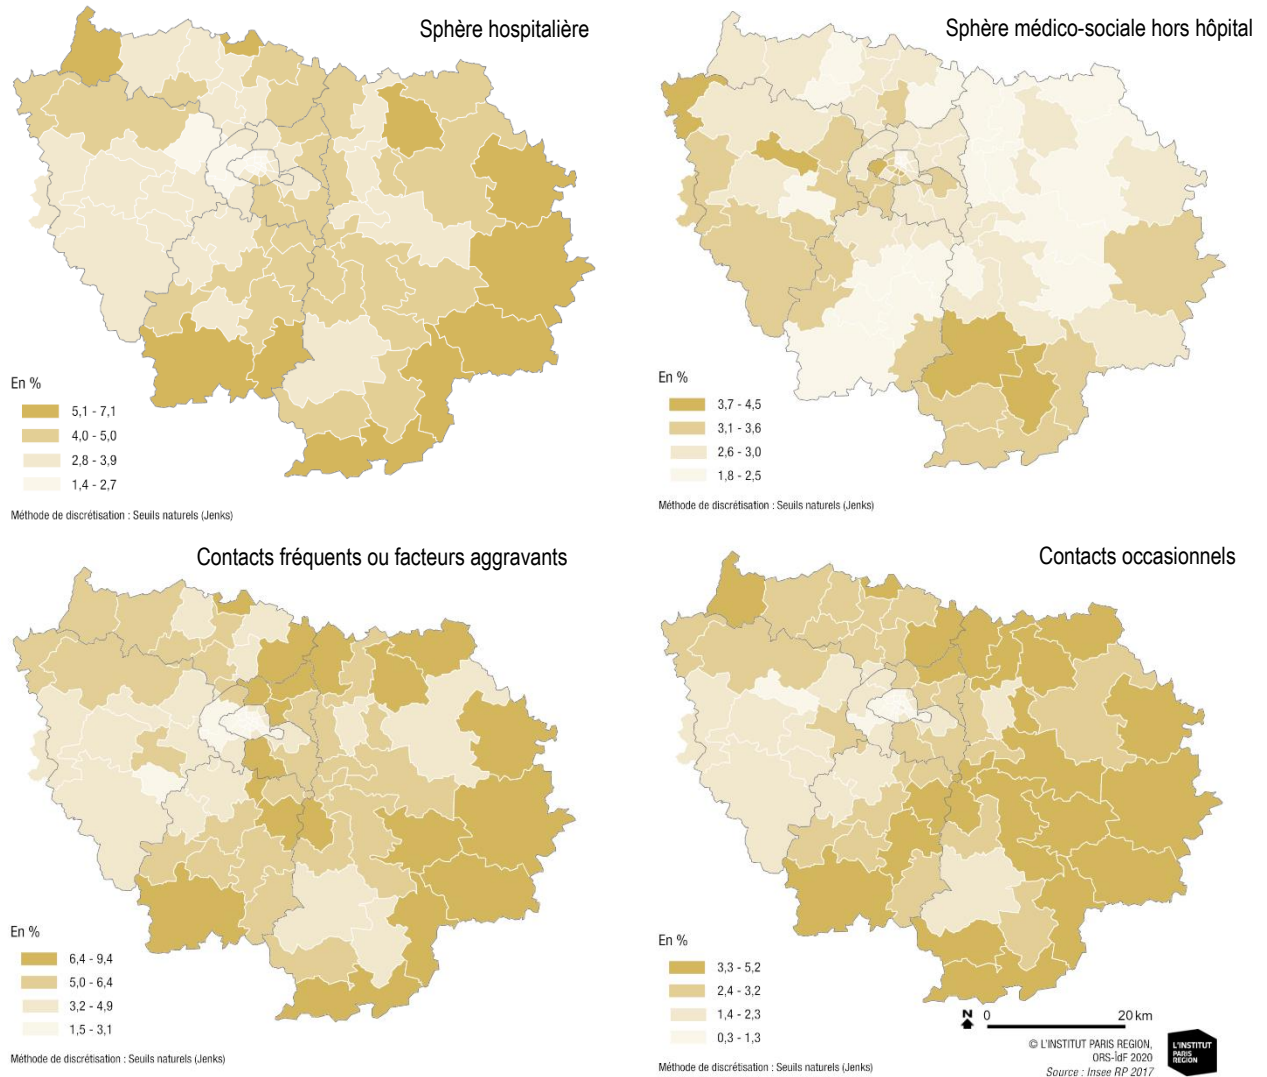 Sphère hospitalière
En %
5,1 - 7,1
4,0 - 5,0
2,8 - 3,9
1,4 - 2,7
Méthode de discrétisation : Seuils naturels (Jenks)
Sphère médico-sociale hors hôpital
En %
3,7 - 4,5
3,1 - 3,6
2,6 - 3,0
1,8 - 2,5
Méthode de discrétisation : Seuils naturels (Jenks)
Contacts fréquents ou facteurs aggravants
En %
6,4 - 9,4
5,0 - 6,4
3,2 - 4,9
1,5 - 3,1
Méthode de discrétisation : Seuils naturels (Jenks)
Contacts occasionnels
En %
3,3 - 5,2
2,4 - 3,2
1,4 - 2,3
0,3 - 1,3
Méthode de discrétisation : Seuils naturels (Jenks)
N 0 20 km
© L'INSTITUT PARIS REGION,
ORS-IdF 2020
Source : Insee RP 2017
L'INSTITUT
PARIS
REGION